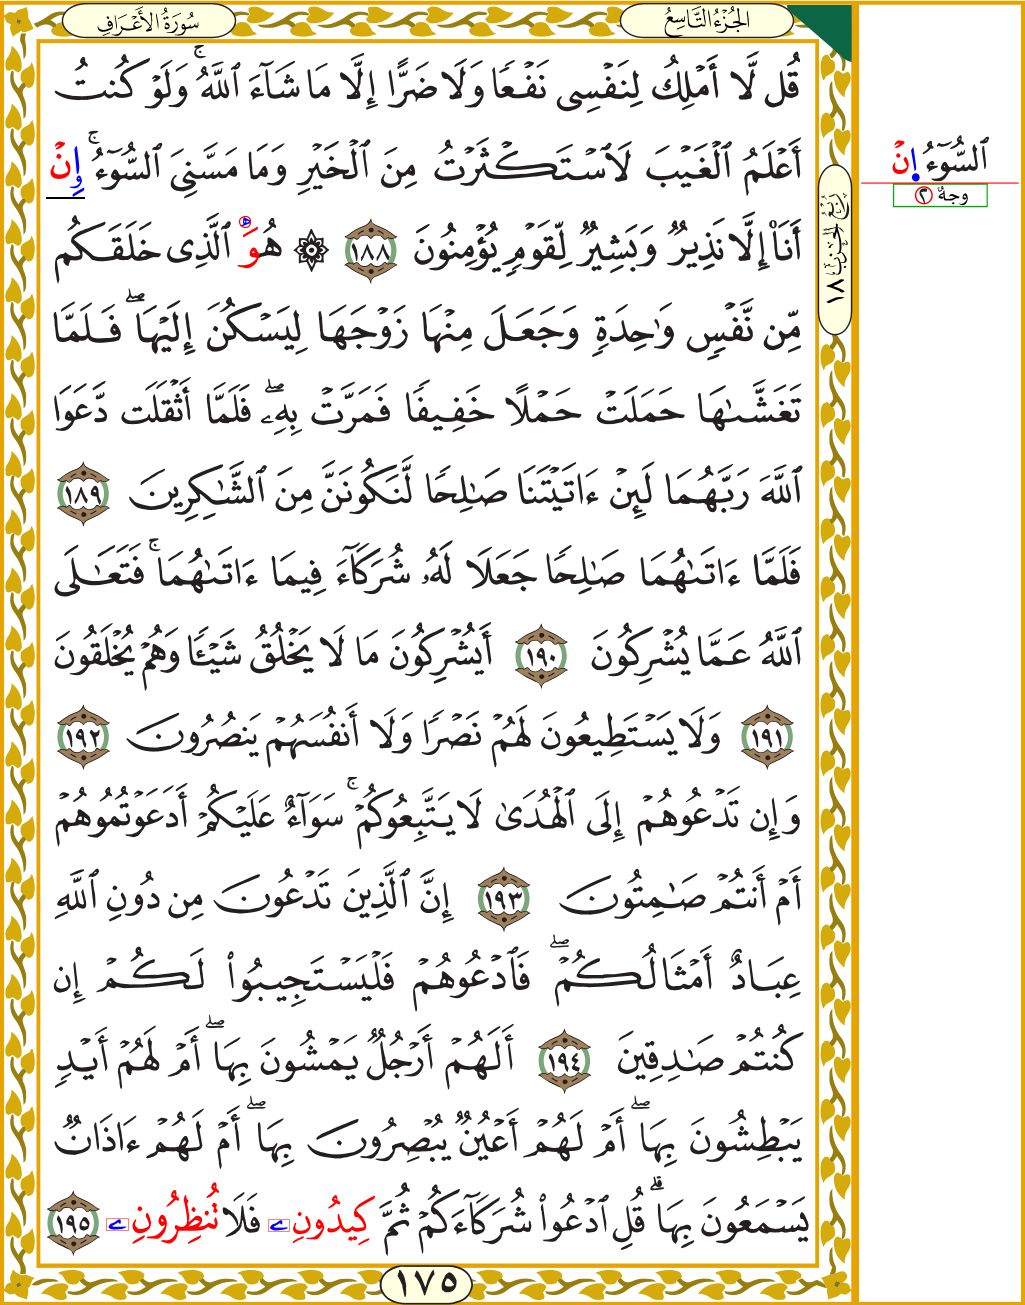 سُورَةُ الأَعْرَافِ
الجُزْءُ التَّاسِعُ
قُل لَّا أَمْلِكُ لِنَفْسِى نَفْعًا وَلَا ضَرًّا إِلَّا مَا شَآءَ ٱللَّهُ ۚ وَلَوْ كُنتُ
أَعْلَمُ ٱلْغَيْبَ لَٱسْتَكْثَرْتُ مِنَ ٱلْخَيْرِ وَمَا مَسَّنِىَ ٱلسُّوٓءُ ۚ إِنْ
أَنَا۠ إِلَّا نَذِيرٌ وَبَشِيرٌ لِّقَوْمٍ يُؤْمِنُونَ ١٨٨ ۞ هُوَ ٱلَّذِى خَلَقَكُم
مِّن نَّفْسٍ وَٰحِدَةٍ وَجَعَلَ مِنْهَا زَوْجَهَا لِيَسْكُنَ إِلَيْهَا ۖ فَلَمَّا
تَغَشَّىٰهَا حَمَلَتْ حَمْلًا خَفِيفًا فَمَرَّتْ بِهِۦ ۖ فَلَمَّا أَثْقَلَت دَّعَوَا
ٱللَّهَ رَبَّهُمَا لَئِنْ ءَاتَيْتَنَا صَٰلِحًا لَّنَكُونَنَّ مِنَ ٱلشَّٰكِرِينَ ١٨٩
فَلَمَّا ءَاتَىٰهُمَا صَٰلِحًا جَعَلَا لَهُۥ شُرَكَآءَ فِيمَا ءَاتَىٰهُمَا ۚ فَتَعَٰلَى
ٱللَّهُ عَمَّا يُشْرِكُونَ ١٩٠ أَيُشْرِكُونَ مَا لَا يَخْلُقُ شَيْـًٔا وَهُمْ يُخْلَقُونَ
١٩١ وَلَا يَسْتَطِيعُونَ لَهُمْ نَصْرًا وَلَا أَنفُسَهُمْ يَنصُرُونَ ١٩٢
وَإِن تَدْعُوهُمْ إِلَى ٱلْهُدَىٰ لَا يَتَّبِعُوكُمْ ۚ سَوَآءٌ عَلَيْكُمْ أَدَعَوْتُمُوهُمْ
أَمْ أَنتُمْ صَٰمِتُونَ ١٩٣ إِنَّ ٱلَّذِينَ تَدْعُونَ مِن دُونِ ٱللَّهِ
عِبَادٌ أَمْثَالُكُمْ ۖ فَٱدْعُوهُمْ فَلْيَسْتَجِيبُوا۟ لَكُمْ إِن
كُنتُمْ صَٰدِقِينَ ١٩٤ أَلَهُمْ أَرْجُلٌ يَمْشُونَ بِهَا ۖ أَمْ لَهُمْ أَيْدٍ
يَبْطِشُونَ بِهَا ۖ أَمْ لَهُمْ أَعْيُنٌ يُبْصِرُونَ بِهَا ۖ أَمْ لَهُمْ ءَاذَانٌ
يَسْمَعُونَ بِهَا ۗ قُلِ ٱدْعُوا۟ شُرَكَآءَكُمْ ثُمَّ كِيدُونِۦ فَلَا تُنظِرُونِۦ ١٩٥
١٧٥
ٱلسُّوٓءُ إِنْ
وجهٌ ٢
رُبْعُ الحِزْبِ ١٨